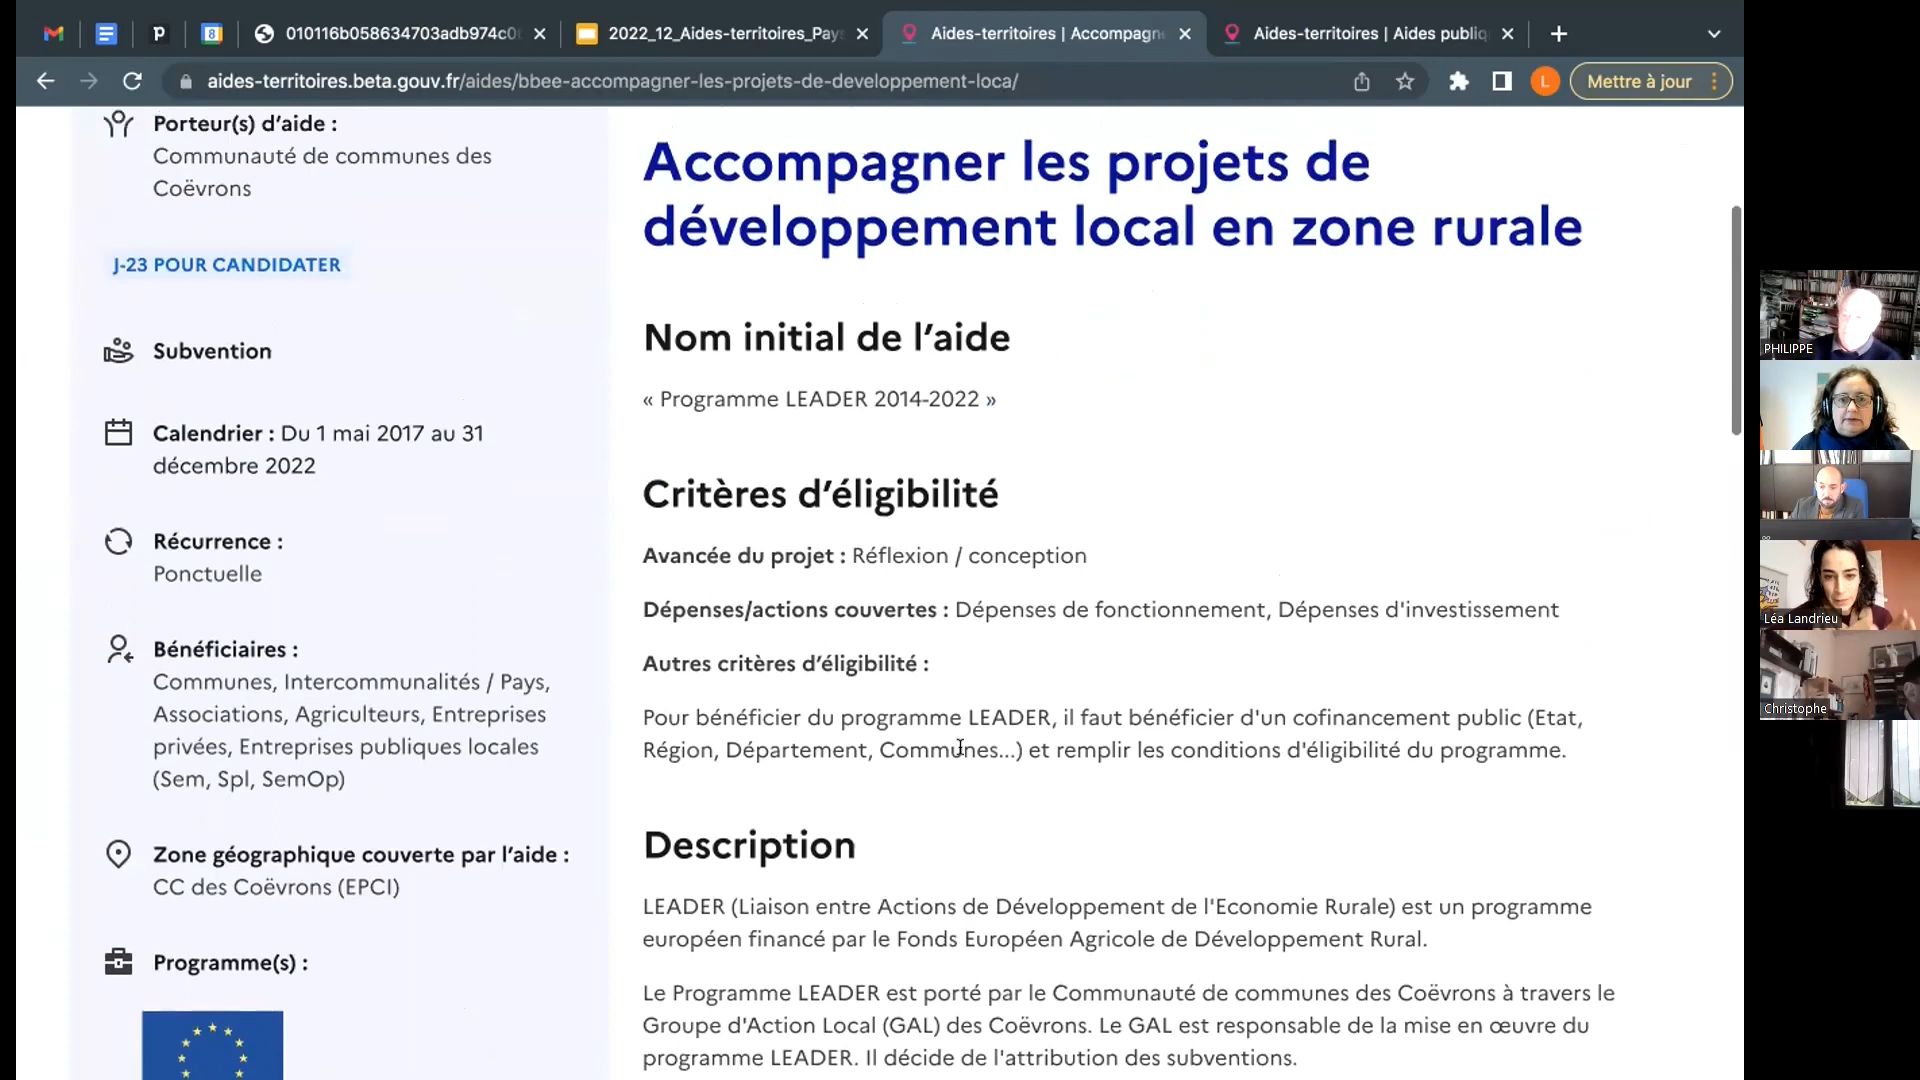 010116b058634703adb974c0
2022_12_Aides-territoires_Pay
Aides-territoires | Accompagn
Aides-territoires | Aides publiq
aides-territoires.beta.gouv.fr/aides/bbee-accompagner-les-projets-de-developpement-loca/
L
Mettre à jour
Porteur(s) d’aide :
Communauté de communes des
Coëvrons
J-23 POUR CANDIDATER
Subvention
Calendrier : Du 1 mai 2017 au 31
décembre 2022
Récurrence :
Ponctuelle
Bénéficiaires :
Communes, Intercommunalités / Pays,
Associations, Agriculteurs, Entreprises
privées, Entreprises publiques locales
(Sem, Spl, SemOp)
Zone géographique couverte par l’aide :
CC des Coëvrons (EPCI)
Programme(s) :
Accompagner les projets de
développement local en zone rurale
Nom initial de l’aide
« Programme LEADER 2014-2022 »
Critères d’éligibilité
Avancée du projet : Réflexion / conception
Dépenses/actions couvertes : Dépenses de fonctionnement, Dépenses d'investissement
Autres critères d’éligibilité :
Pour bénéficier du programme LEADER, il faut bénéficier d'un cofinancement public (Etat,
Région, Département, Communes...) et remplir les conditions d'éligibilité du programme.
Description
LEADER (Liaison entre Actions de Développement de l'Economie Rurale) est un programme
européen financé par le Fonds Européen Agricole de Développement Rural.
Le Programme LEADER est porté par le Communauté de communes des Coëvrons à travers le
Groupe d'Action Local (GAL) des Coëvrons. Le GAL est responsable de la mise en œuvre du
programme LEADER. Il décide de l'attribution des subventions.
PHILIPPE
Léa Landrieu
Christophe